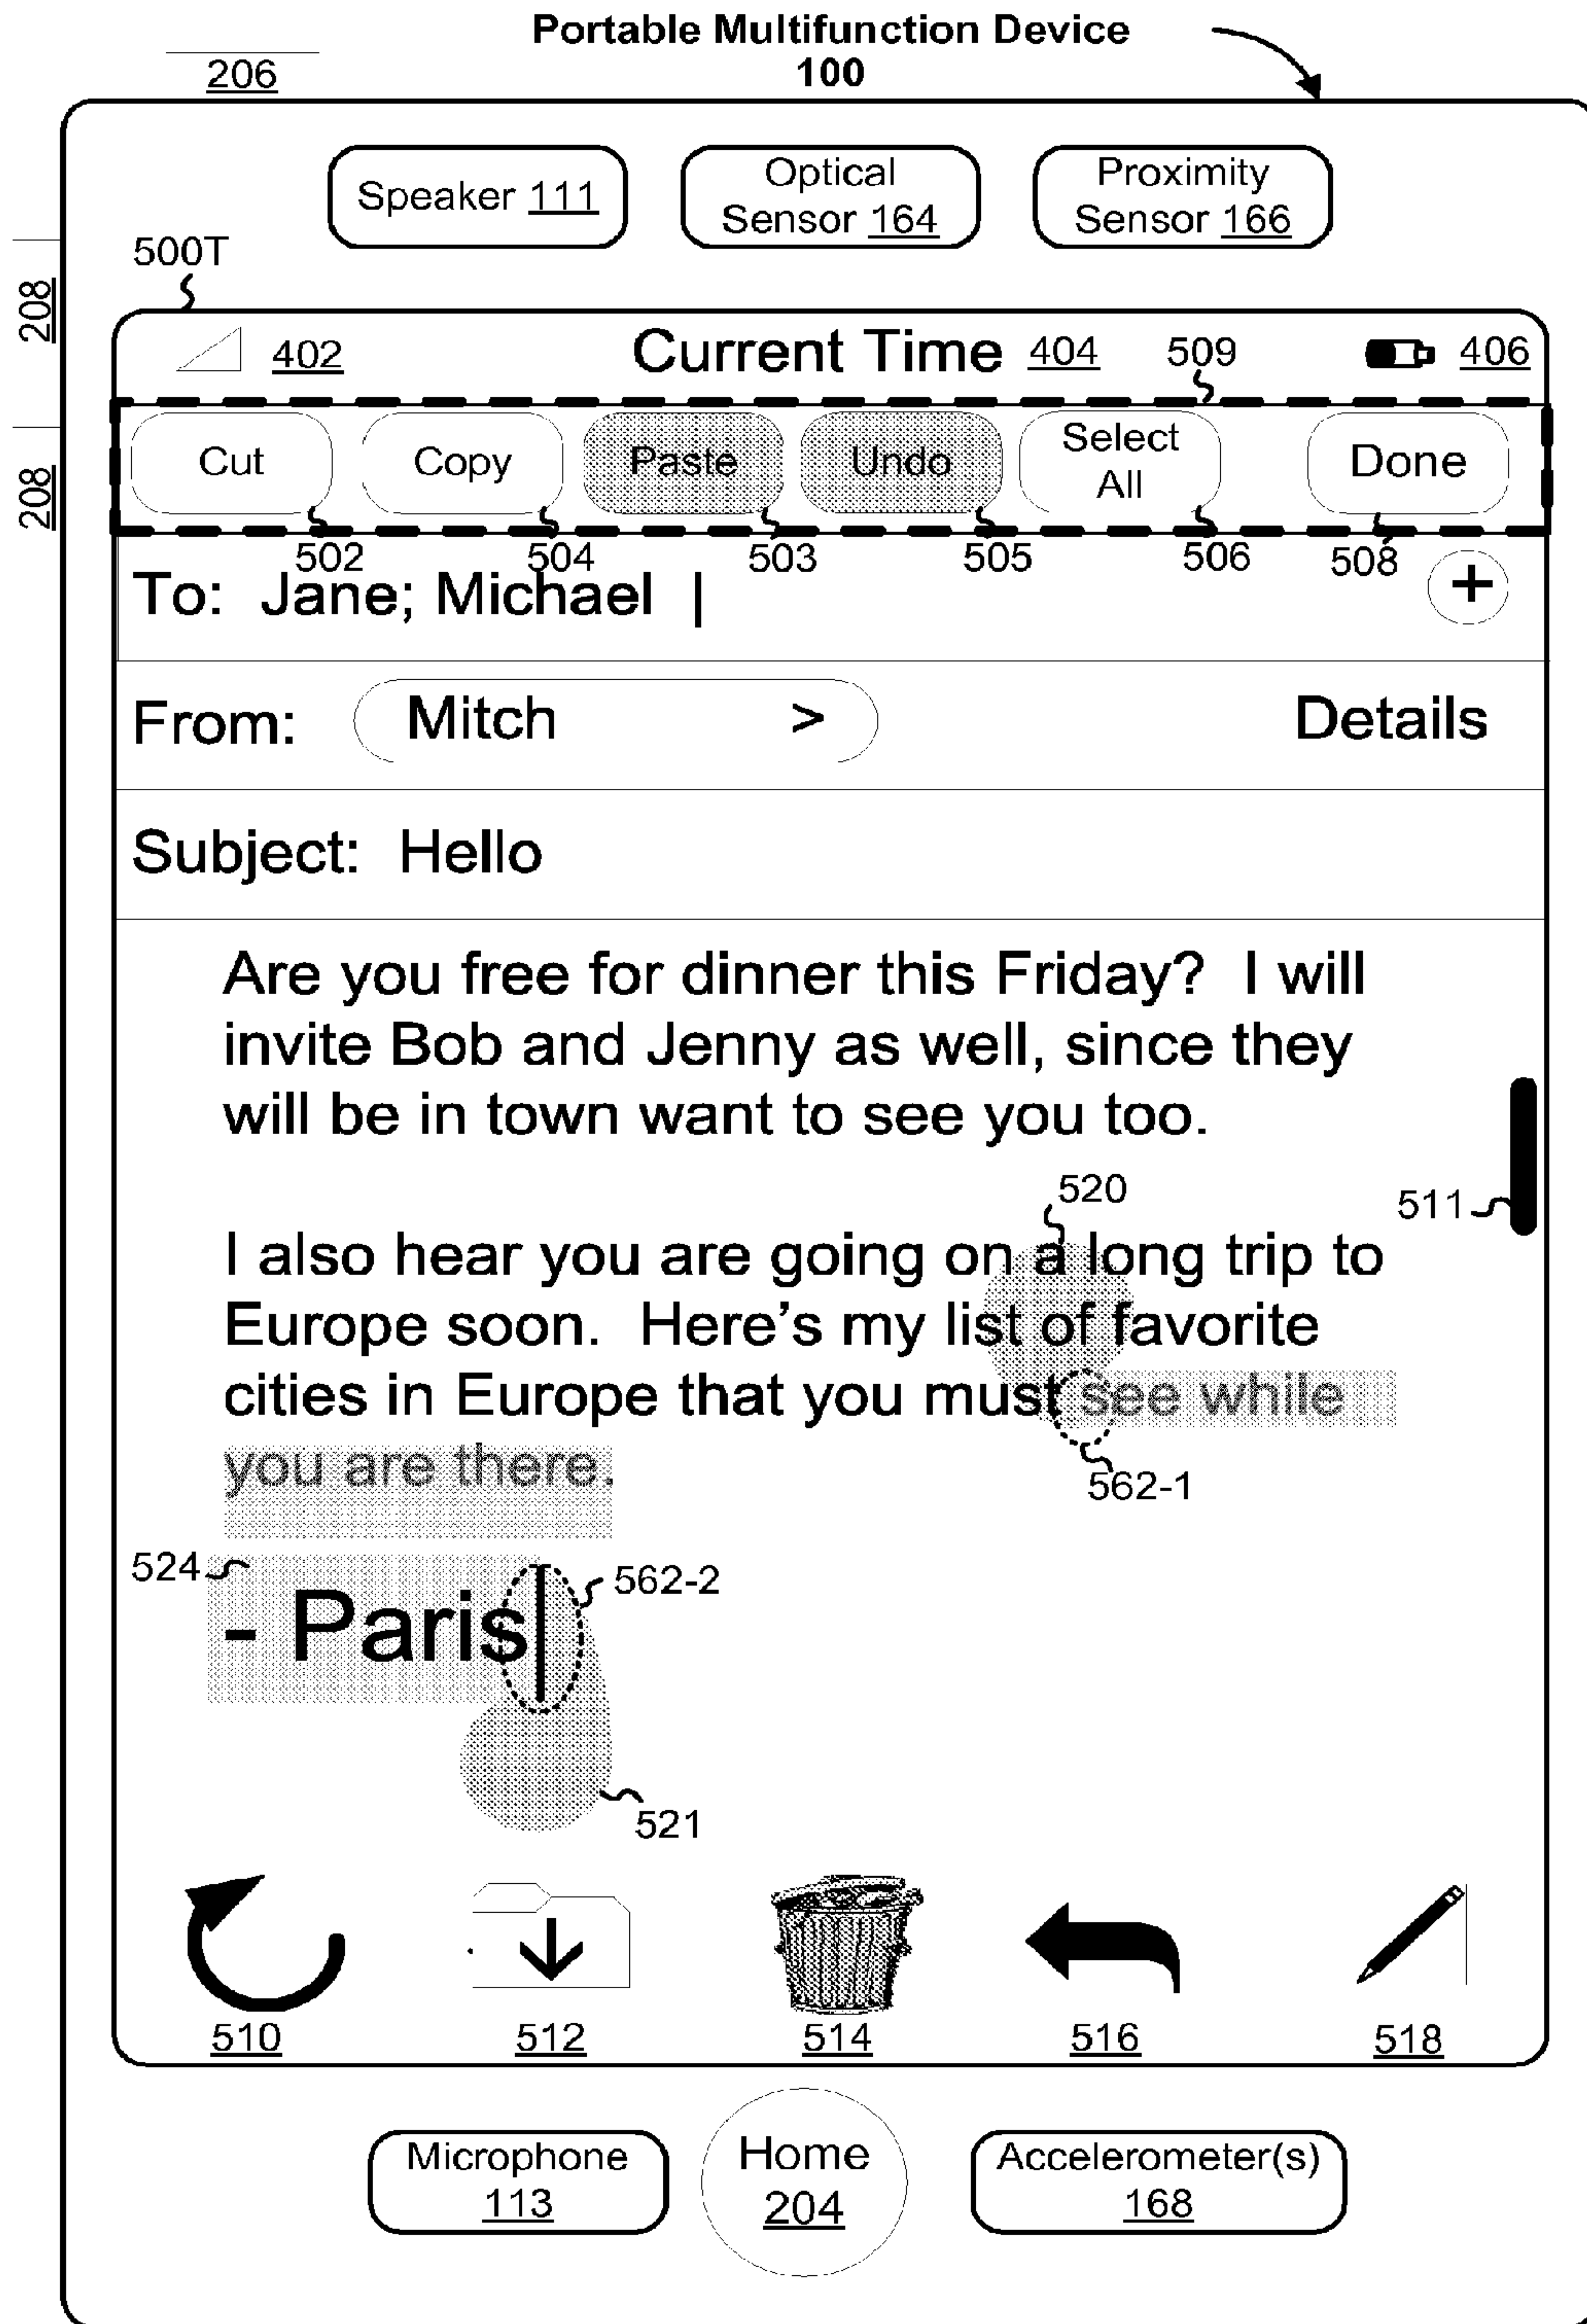 Portable Multifunction Device
100
206
Speaker 111
Optical
Sensor 164
Proximity
Sensor 166
500T
208
208
402
Current Time 404
509
406
Cut
Copy
Paste
Undo
Select
All
Done
502
504
503
505
506
508
To: Jane; Michael |
+
From: Mitch > Details
Subject: Hello
Are you free for dinner this Friday? I will
invite Bob and Jenny as well, since they
will be in town want to see you too.
520
511
I also hear you are going on a long trip to
Europe soon. Here’s my list of favorite
cities in Europe that you must see while
you are there.
562-1
524
562-2
- Paris
521
510
512
514
516
518
Microphone
113
Home
204
Accelerometer(s)
168